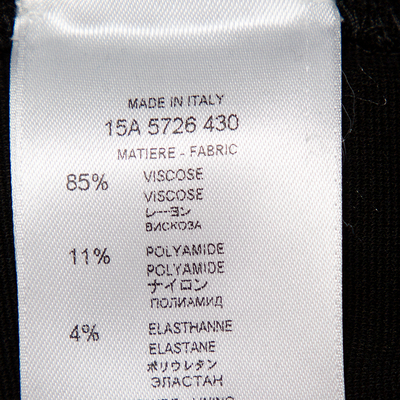 MADE IN ITALY
15A 5726 430
MATIERE - FABRIC
85% VISCOSE
VISCOSE
レーヨン
ВИСКОЗА
11% POLYAMIDE
POLYAMIDE
ナイロン
ПОЛИАМИД
4% ELASTHANNE
ELASTANE
ポリウレタン
ЭЛАСТАН